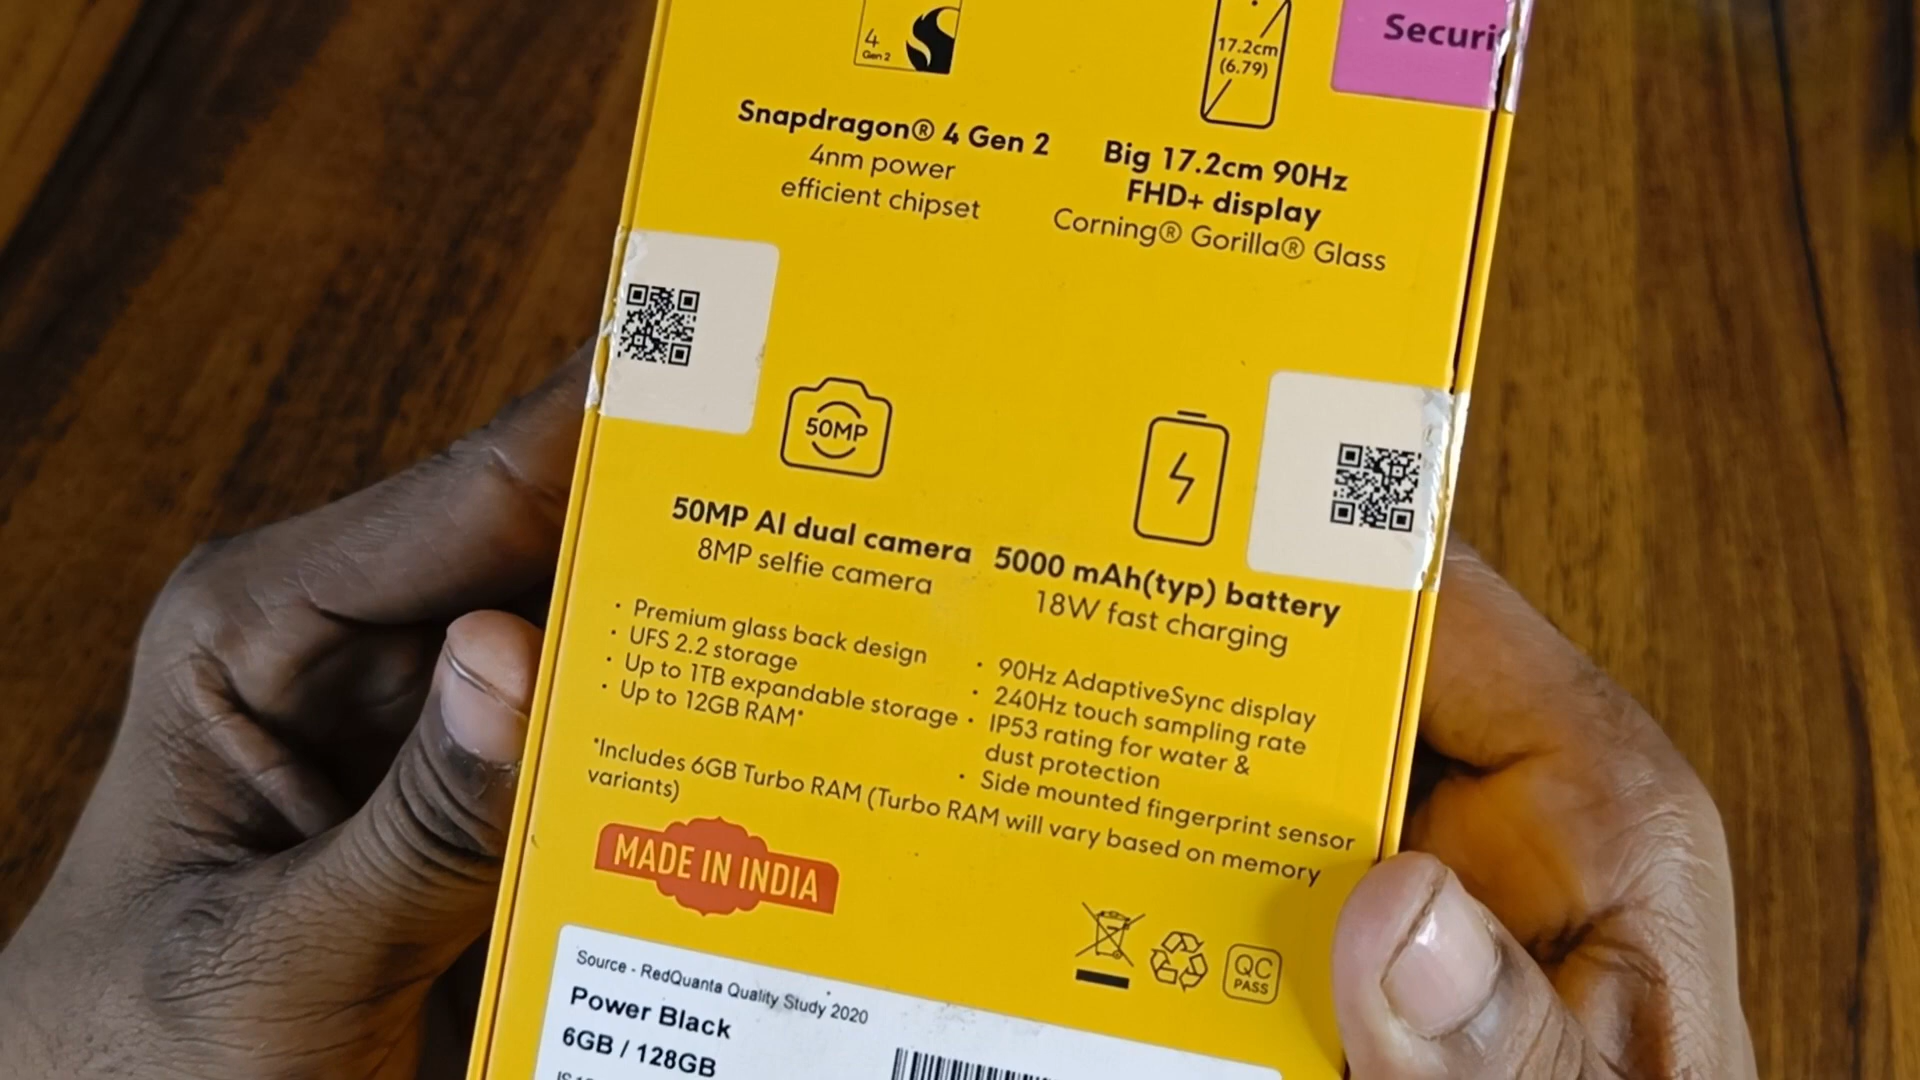 4
Gen 2
Snapdragon® 4 Gen 2
4nm power
efficient chipset
17.2cm
(6.79)
Big 17.2cm 90Hz
FHD+ display
Corning® Gorilla® Glass
50MP
50MP AI dual camera
8MP selfie camera
5000 mAh(typ) battery
18W fast charging
· Premium glass back design
· UFS 2.2 storage
· Up to 1TB expandable storage
· Up to 12GB RAM*
· 90Hz AdaptiveSync display
· 240Hz touch sampling rate
· IP53 rating for water &
dust protection
· Side mounted fingerprint sensor
*Includes 6GB Turbo RAM (Turbo RAM will vary based on memory
variants)
MADE IN INDIA
QC
PASS
Source - RedQuanta Quality Study 2020
Power Black
6GB / 128GB